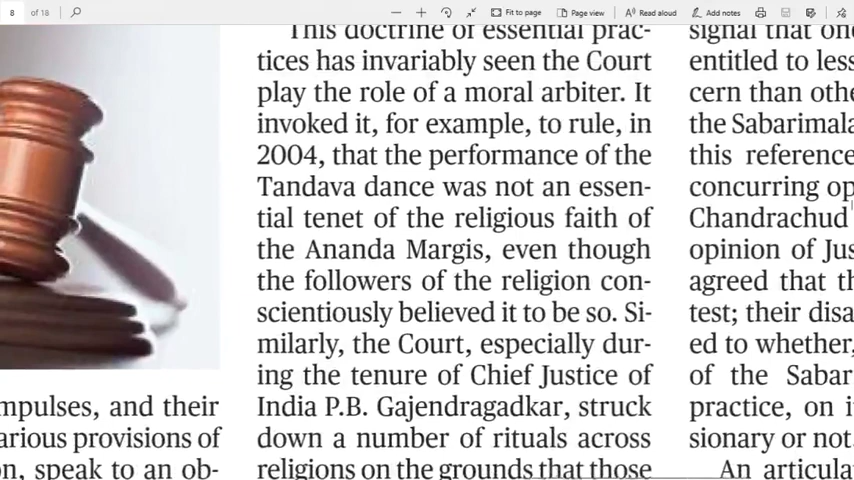 8 of 18 Fit to page Page view Read aloud Add notes
mpulses, and their
arious provisions of
n, speak to an ob-
This doctrine of essential prac-
tices has invariably seen the Court
play the role of a moral arbiter. It
invoked it, for example, to rule, in
2004, that the performance of the
Tandava dance was not an essen-
tial tenet of the religious faith of
the Ananda Margis, even though
the followers of the religion con-
scientiously believed it to be so. Si-
milarly, the Court, especially dur-
ing the tenure of Chief Justice of
India P.B. Gajendragadkar, struck
down a number of rituals across
religions on the grounds that those
signal that one
entitled to less
cern than othe
the Sabarimala
this reference
concurring op
Chandrachud
opinion of Jus
agreed that th
test; their disa
ed to whether,
of the Sabar
practice, on i
sionary or not
An articula